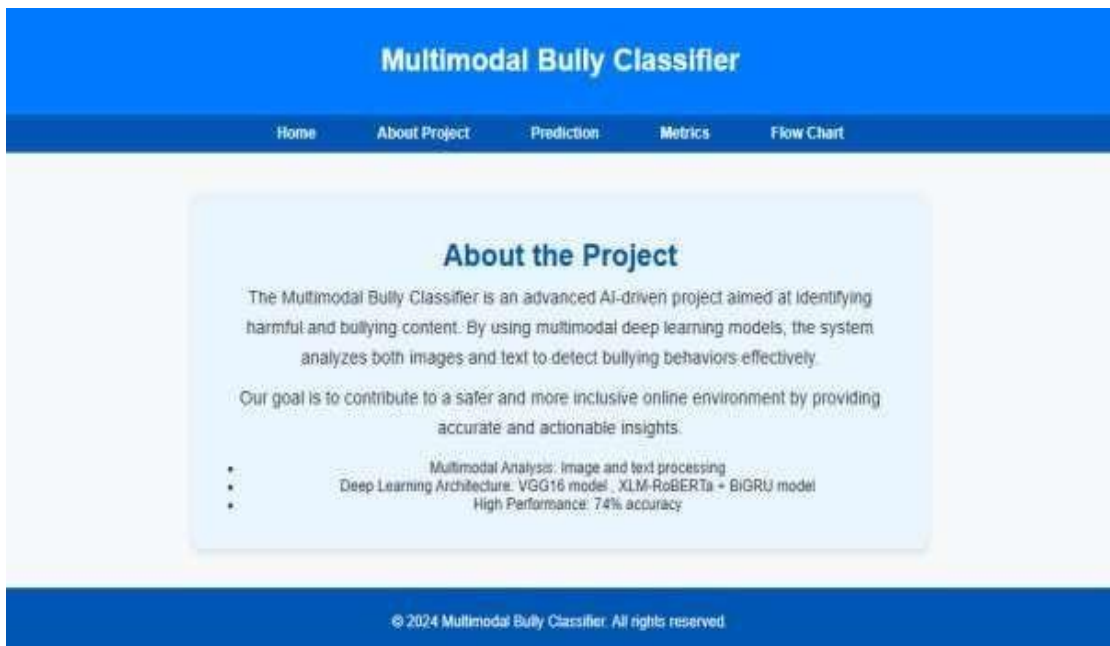 Multimodal Bully Classifier
Home About Project Prediction Metrics Flow Chart
About the Project
The Multimodal Bully Classifier is an advanced AI-driven project aimed at identifying
harmful and bullying content. By using multimodal deep learning models, the system
analyzes both images and text to detect bullying behaviors effectively.
Our goal is to contribute to a safer and more inclusive online environment by providing
accurate and actionable insights.
• Multimodal Analysis: Image and text processing
• Deep Learning Architecture: VGG16 model , XLM-RoBERTa + BiGRU model
• High Performance: 74% accuracy
© 2024 Multimodal Bully Classifier. All rights reserved.